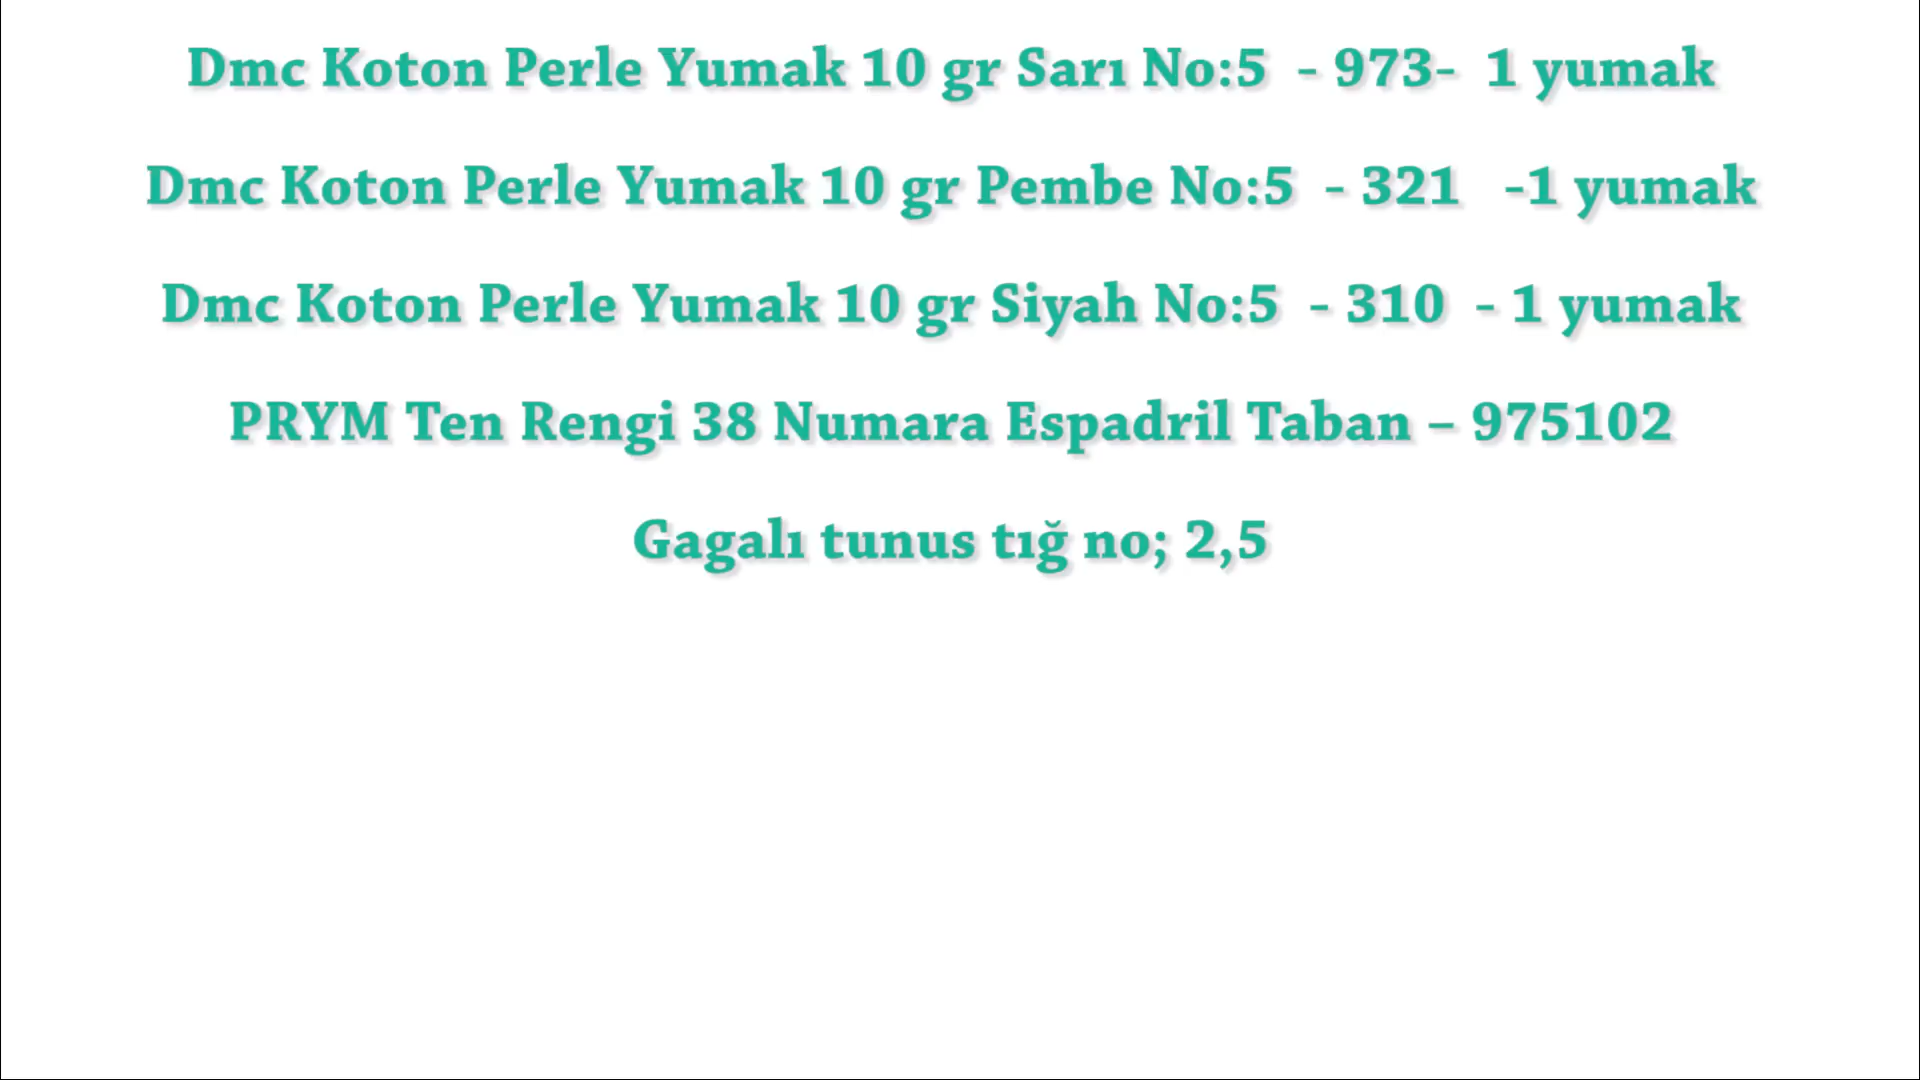 Dmc Koton Perle Yumak 10 gr Sarı No:5 - 973- 1 yumak
Dmc Koton Perle Yumak 10 gr Pembe No:5 - 321 -1 yumak
Dmc Koton Perle Yumak 10 gr Siyah No:5 - 310 - 1 yumak
PRYM Ten Rengi 38 Numara Espadril Taban – 975102
Gagalı tunus tığ no; 2,5